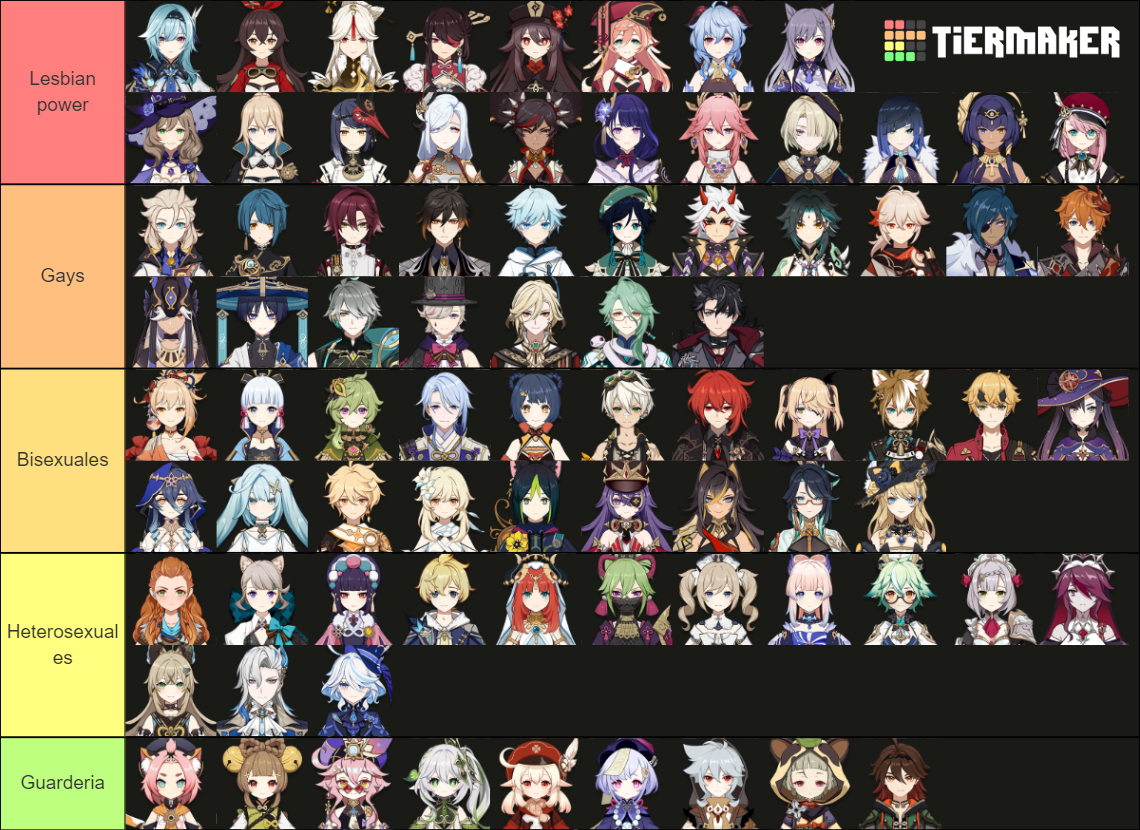 TiERMAKER
Lesbian
power
Gays
Bisexuales
Heterosexual
es
Guarderia